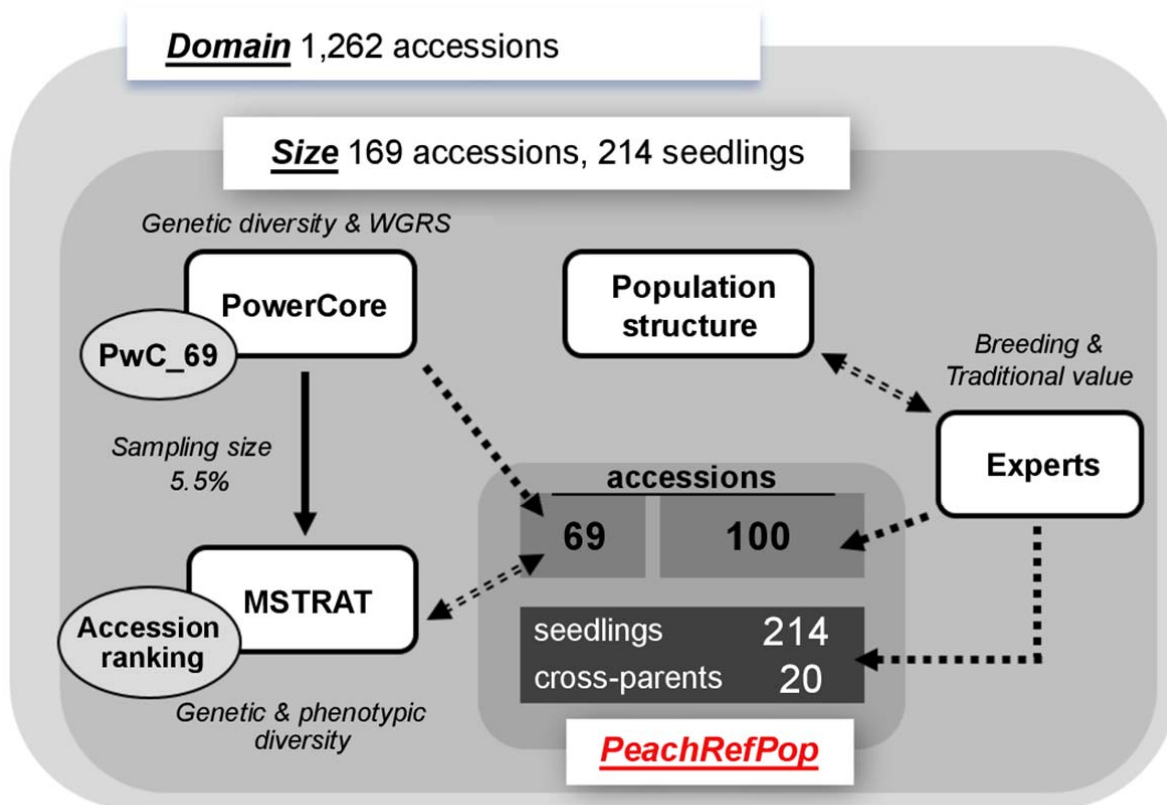 Domain 1,262 accessions
Size 169 accessions, 214 seedlings
Genetic diversity & WGRS
PowerCore
PwC_69
Population
structure
Breeding &
Traditional value
Experts
Sampling size
5.5%
accessions
69
100
MSTRAT
Accession
ranking
Genetic & phenotypic
diversity
seedlings 214
cross-parents 20
PeachRefPop